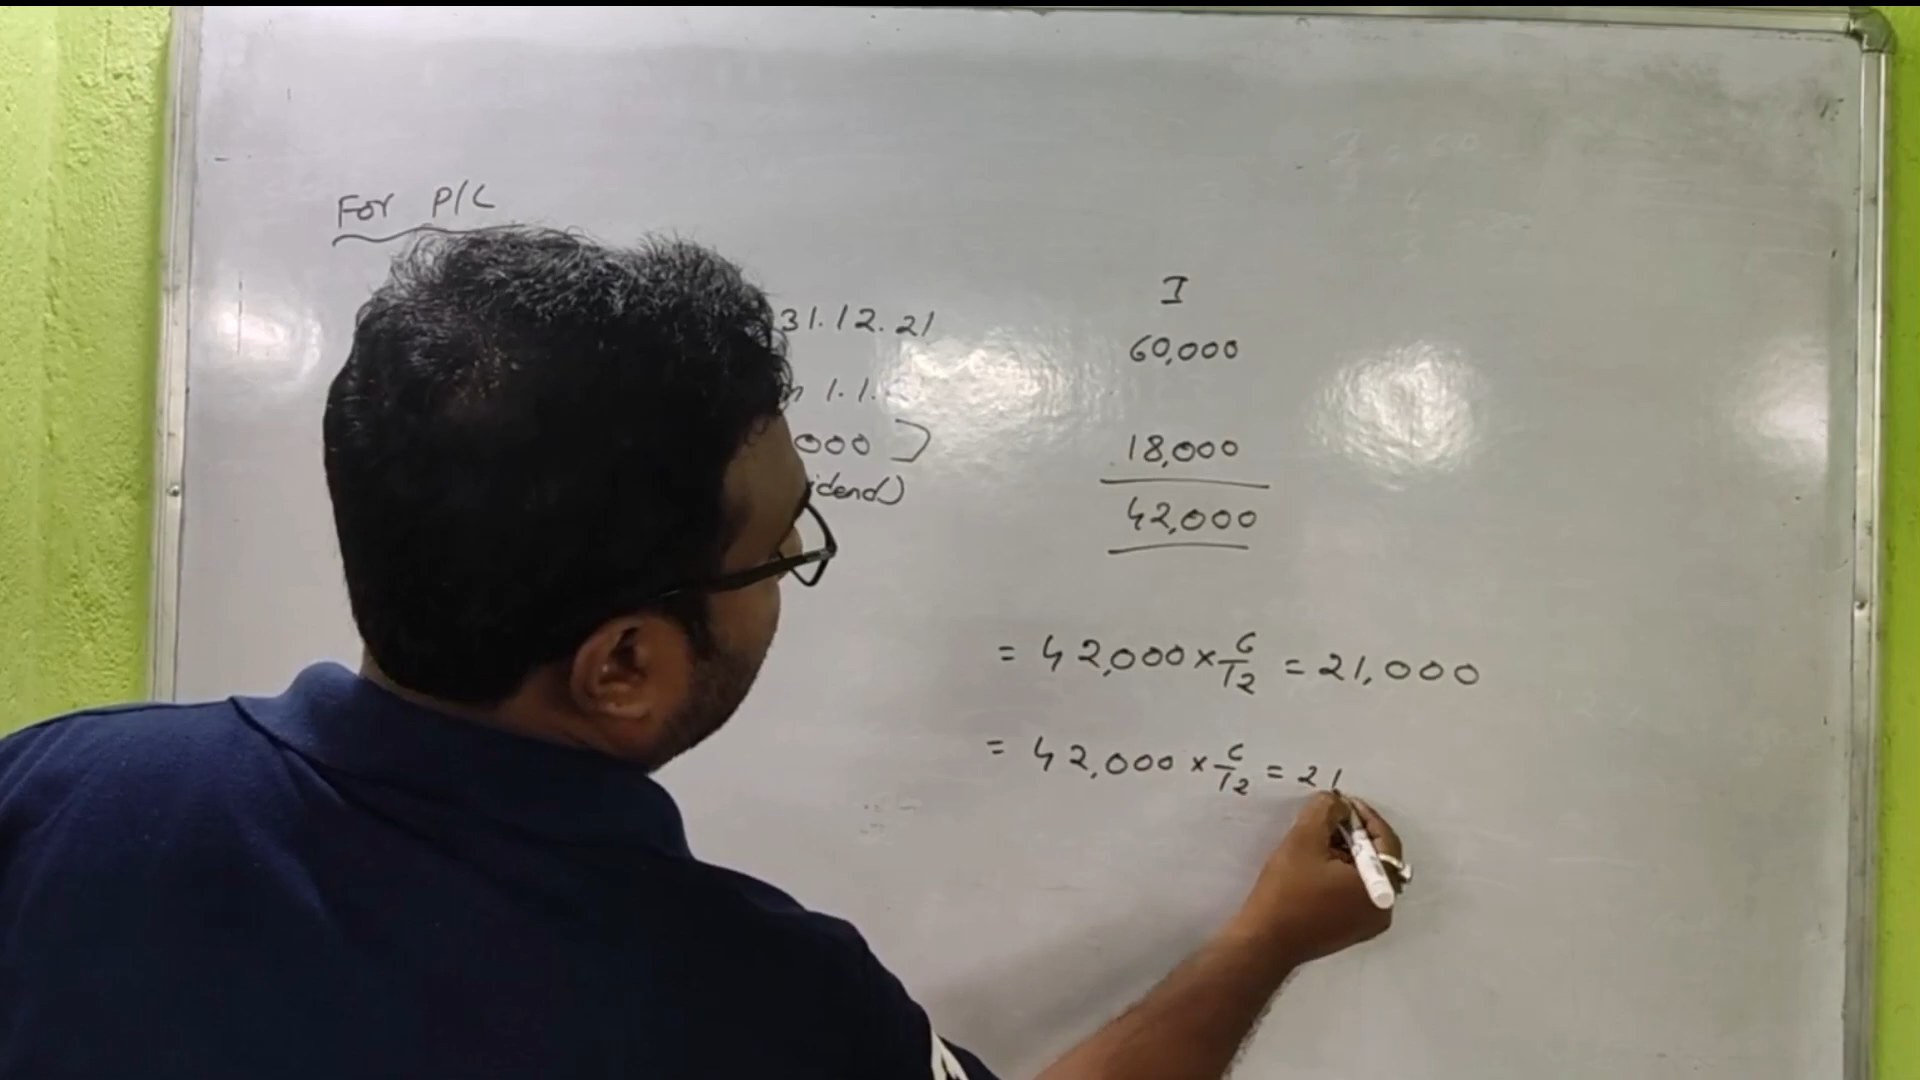 For P/L
I
31.12.21
60,000
1.1.
000 )
18,000
idend)
42,000
= 42,000 × 6/12 = 21,000
= 42,000 × 6/12 = 21